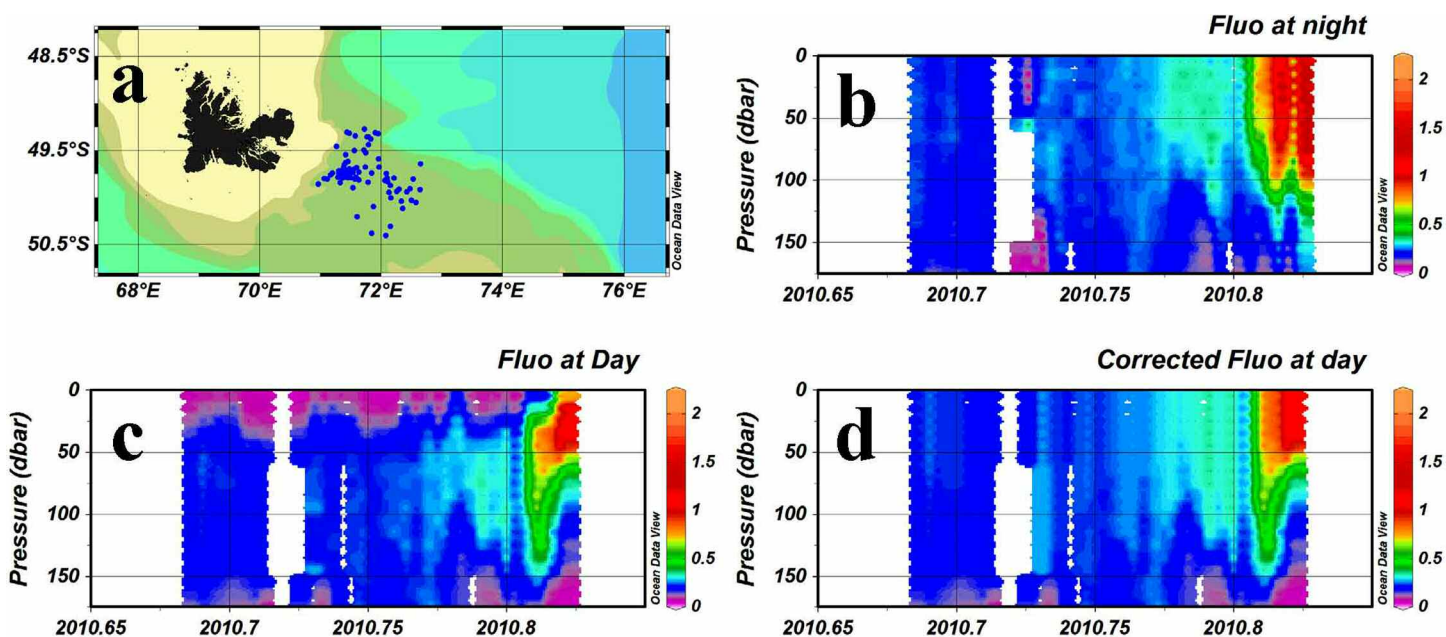 a
48.5°S
49.5°S
50.5°S
68°E
70°E
72°E
74°E
76°E
Ocean Data View
Fluo at night
b
Pressure (dbar)
0
50
100
150
2010.65
2010.7
2010.75
2010.8
2
1.5
1
0.5
0
Ocean Data View
Fluo at Day
c
Pressure (dbar)
0
50
100
150
2010.65
2010.7
2010.75
2010.8
2
1.5
1
0.5
0
Ocean Data View
Corrected Fluo at day
d
Pressure (dbar)
0
50
100
150
2010.65
2010.7
2010.75
2010.8
2
1.5
1
0.5
0
Ocean Data View